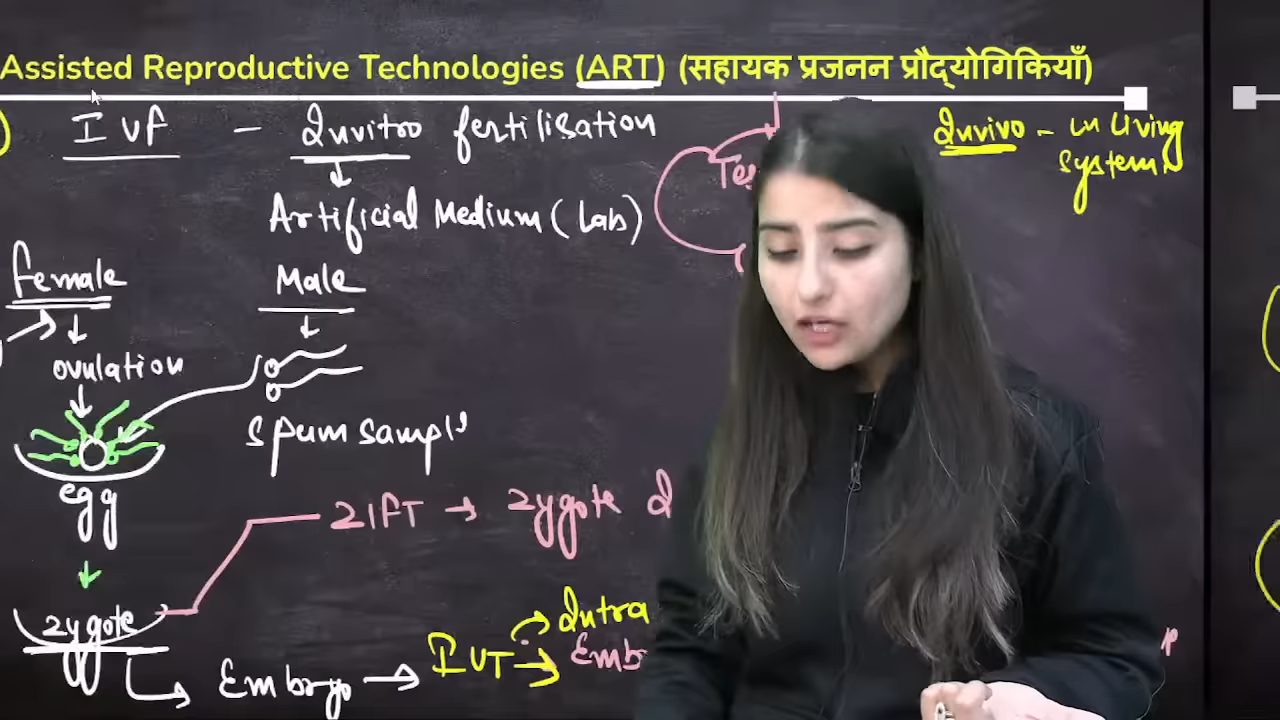 Assisted Reproductive Technologies (ART) (सहायक प्रजनन प्रौद्योगिकियाँ)
IVF - Invitro fertilisation
Artificial Medium (Lab)
Invivo - in living
system
Female
Male
ovulation
sperm sample
egg
ZIFT → zygote I
zygote
Embryo → IUT → Intra
Emb